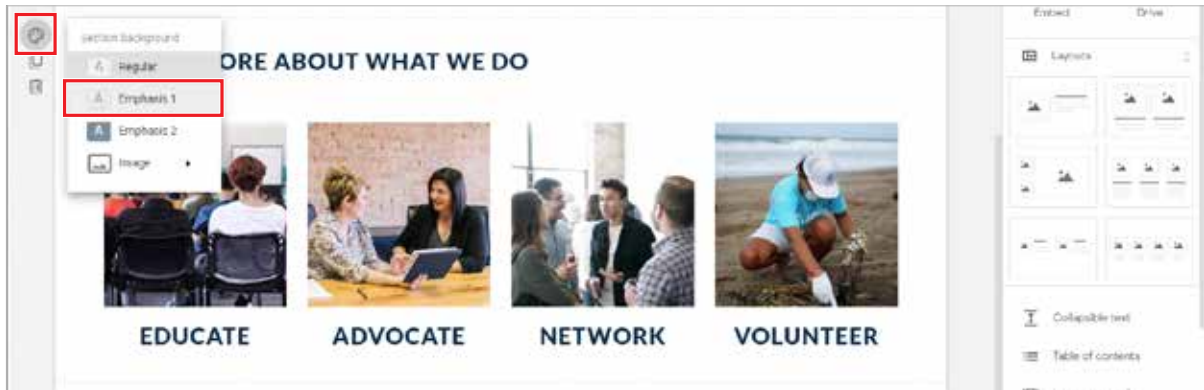 section background
A Regular
A Emphasis 1
A Emphasis 2
Image
ORE ABOUT WHAT WE DO
EDUCATE ADVOCATE NETWORK VOLUNTEER
Embed Drive
Layouts
Collapsible text
Table of contents